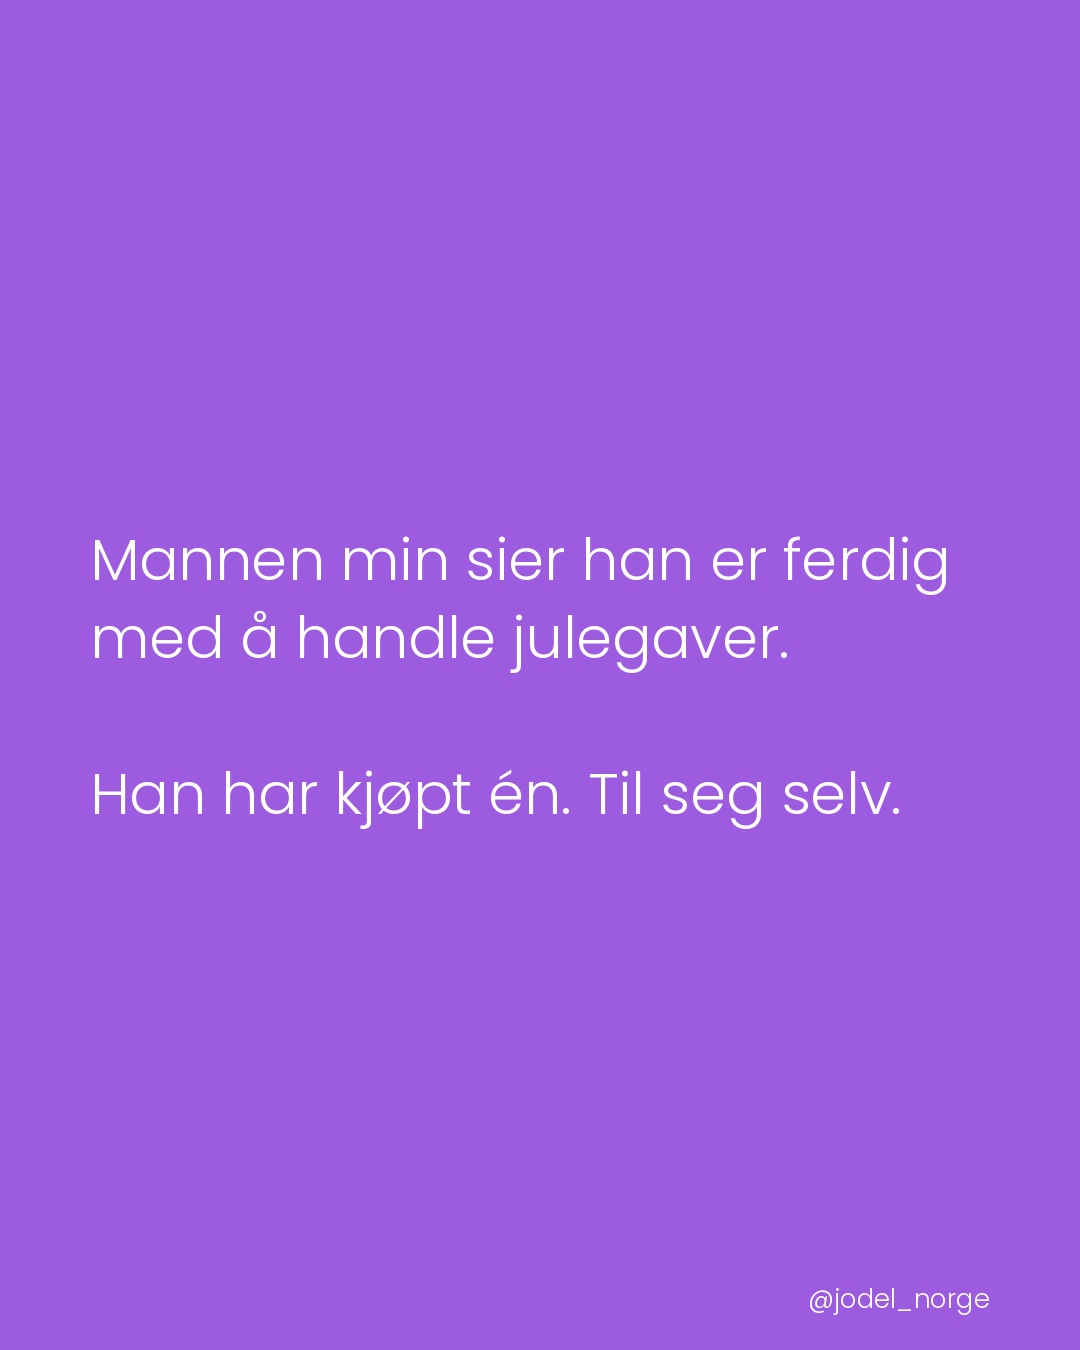 Mannen min sier han er ferdig
med å handle julegaver.
Han har kjøpt én. Til seg selv.
@jodel_norge